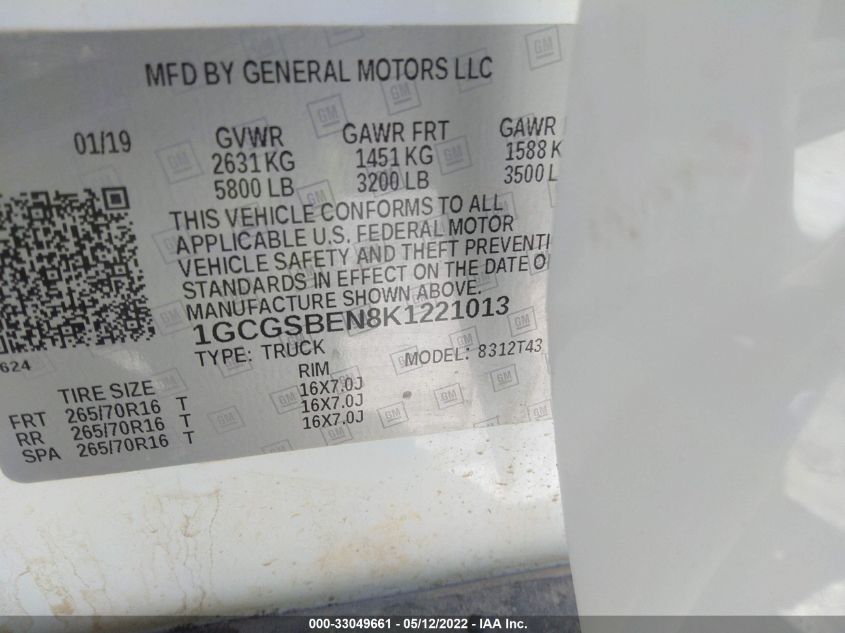 MFD BY GENERAL MOTORS LLC
01/19
GVWR GAWR FRT GAWR
2631 KG 1451 KG 1588 K
5800 LB 3200 LB 3500 L
THIS VEHICLE CONFORMS TO ALL
APPLICABLE U.S. FEDERAL MOTOR
VEHICLE SAFETY AND THEFT PREVENTI
STANDARDS IN EFFECT ON THE DATE O
MANUFACTURE SHOWN ABOVE.
1GCGSBEN8K1221013
TYPE: TRUCK MODEL: 8312T43
624
TIRE SIZE RIM
FRT 265/70R16 T 16X7.0J
RR 265/70R16 T 16X7.0J
SPA 265/70R16 T 16X7.0J
000-33049661 - 05/12/2022 - IAA Inc.